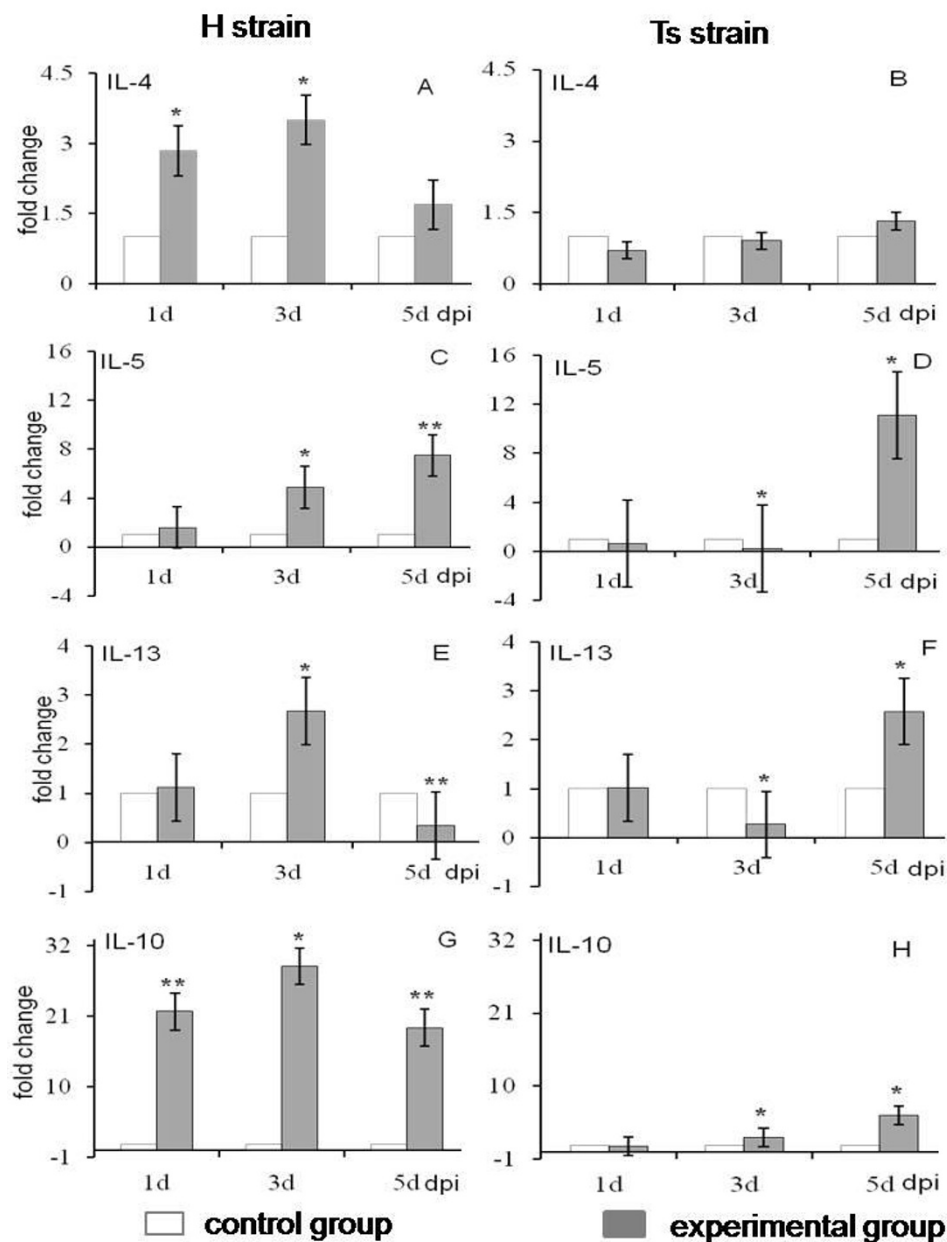 H strain
Ts strain
4.5
IL-4
A
*
*
3
fold change
1.5
0
1d
3d
5d dpi
4.5
IL-4
B
3
1.5
0
1d
3d
5d dpi
16
IL-5
C
12
fold change
8
*
**
4
0
1d
3d
5d dpi
-4
16
IL-5
D
*
12
8
4
*
0
1d
3d
5d dpi
-4
4
IL-13
E
3
*
fold change
2
1
**
0
1d
3d
5d dpi
-1
4
IL-13
F
3
*
2
1
*
0
1d
3d
5d dpi
-1
32
IL-10
G
**
*
**
21
fold change
10
-1
1d
3d
5d dpi
32
IL-10
H
21
10
*
*
-1
1d
3d
5d dpi
control group
experimental group